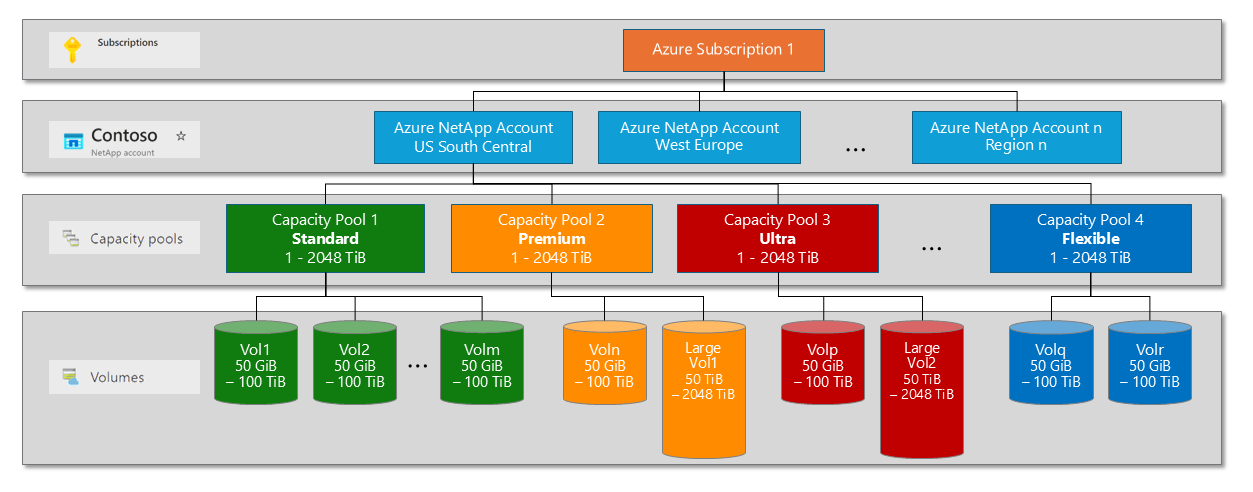 Subscriptions
Azure Subscription 1
Contoso
NetApp account
Azure NetApp Account
US South Central
Azure NetApp Account
West Europe
...
Azure NetApp Account n
Region n
Capacity pools
Capacity Pool 1
Standard
1 - 2048 TiB
Capacity Pool 2
Premium
1 - 2048 TiB
Capacity Pool 3
Ultra
1 - 2048 TiB
...
Capacity Pool 4
Flexible
1 - 2048 TiB
Volumes
Vol1
50 GiB
– 100 TiB
Vol2
50 GiB
– 100 TiB
...
Volm
50 GiB
– 100 TiB
Voln
50 GiB
– 100 TiB
Large
Vol1
50 TiB
– 2048 TiB
Volp
50 GiB
– 100 TiB
Large
Vol2
50 TiB
– 2048 TiB
Volq
50 GiB
– 100 TiB
Volr
50 GiB
– 100 TiB